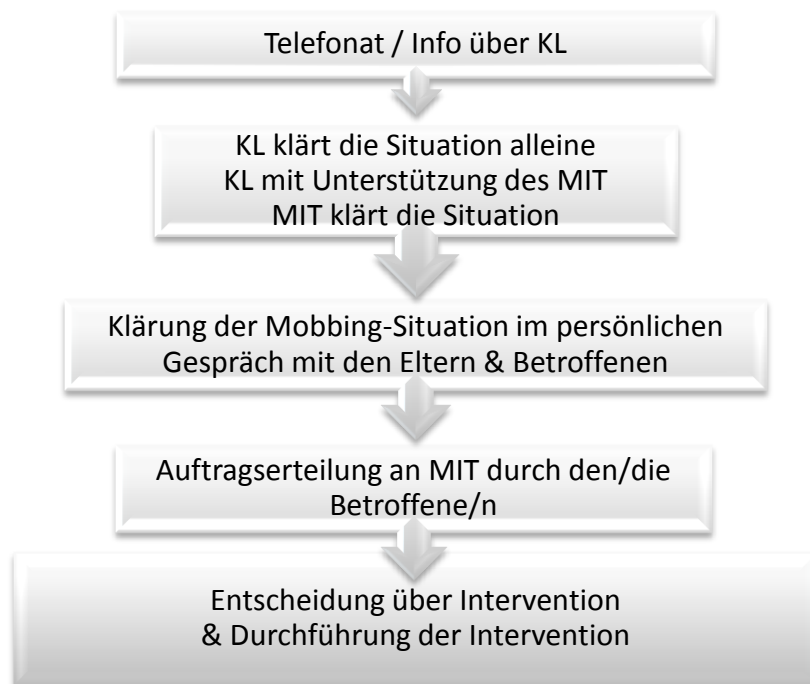 Telefonat / Info über KL
KL klärt die Situation alleine
KL mit Unterstützung des MIT
MIT klärt die Situation
Klärung der Mobbing-Situation im persönlichen
Gespräch mit den Eltern & Betroffenen
Auftragserteilung an MIT durch den/die
Betroffene/n
Entscheidung über Intervention
& Durchführung der Intervention